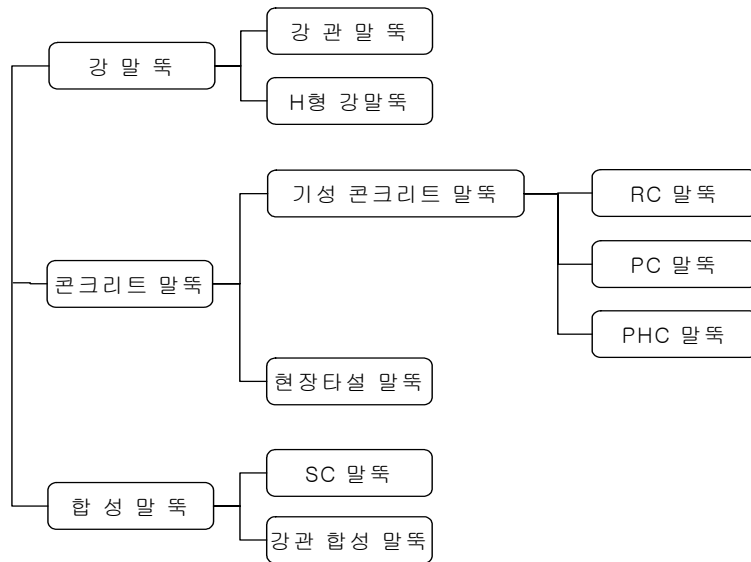 강 관 말 뚝
강 말 뚝
H형 강말뚝
기성 콘크리트 말뚝
RC 말뚝
PC 말뚝
콘크리트 말뚝
PHC 말뚝
현장타설 말뚝
SC 말뚝
합 성 말 뚝
강관 합성 말뚝